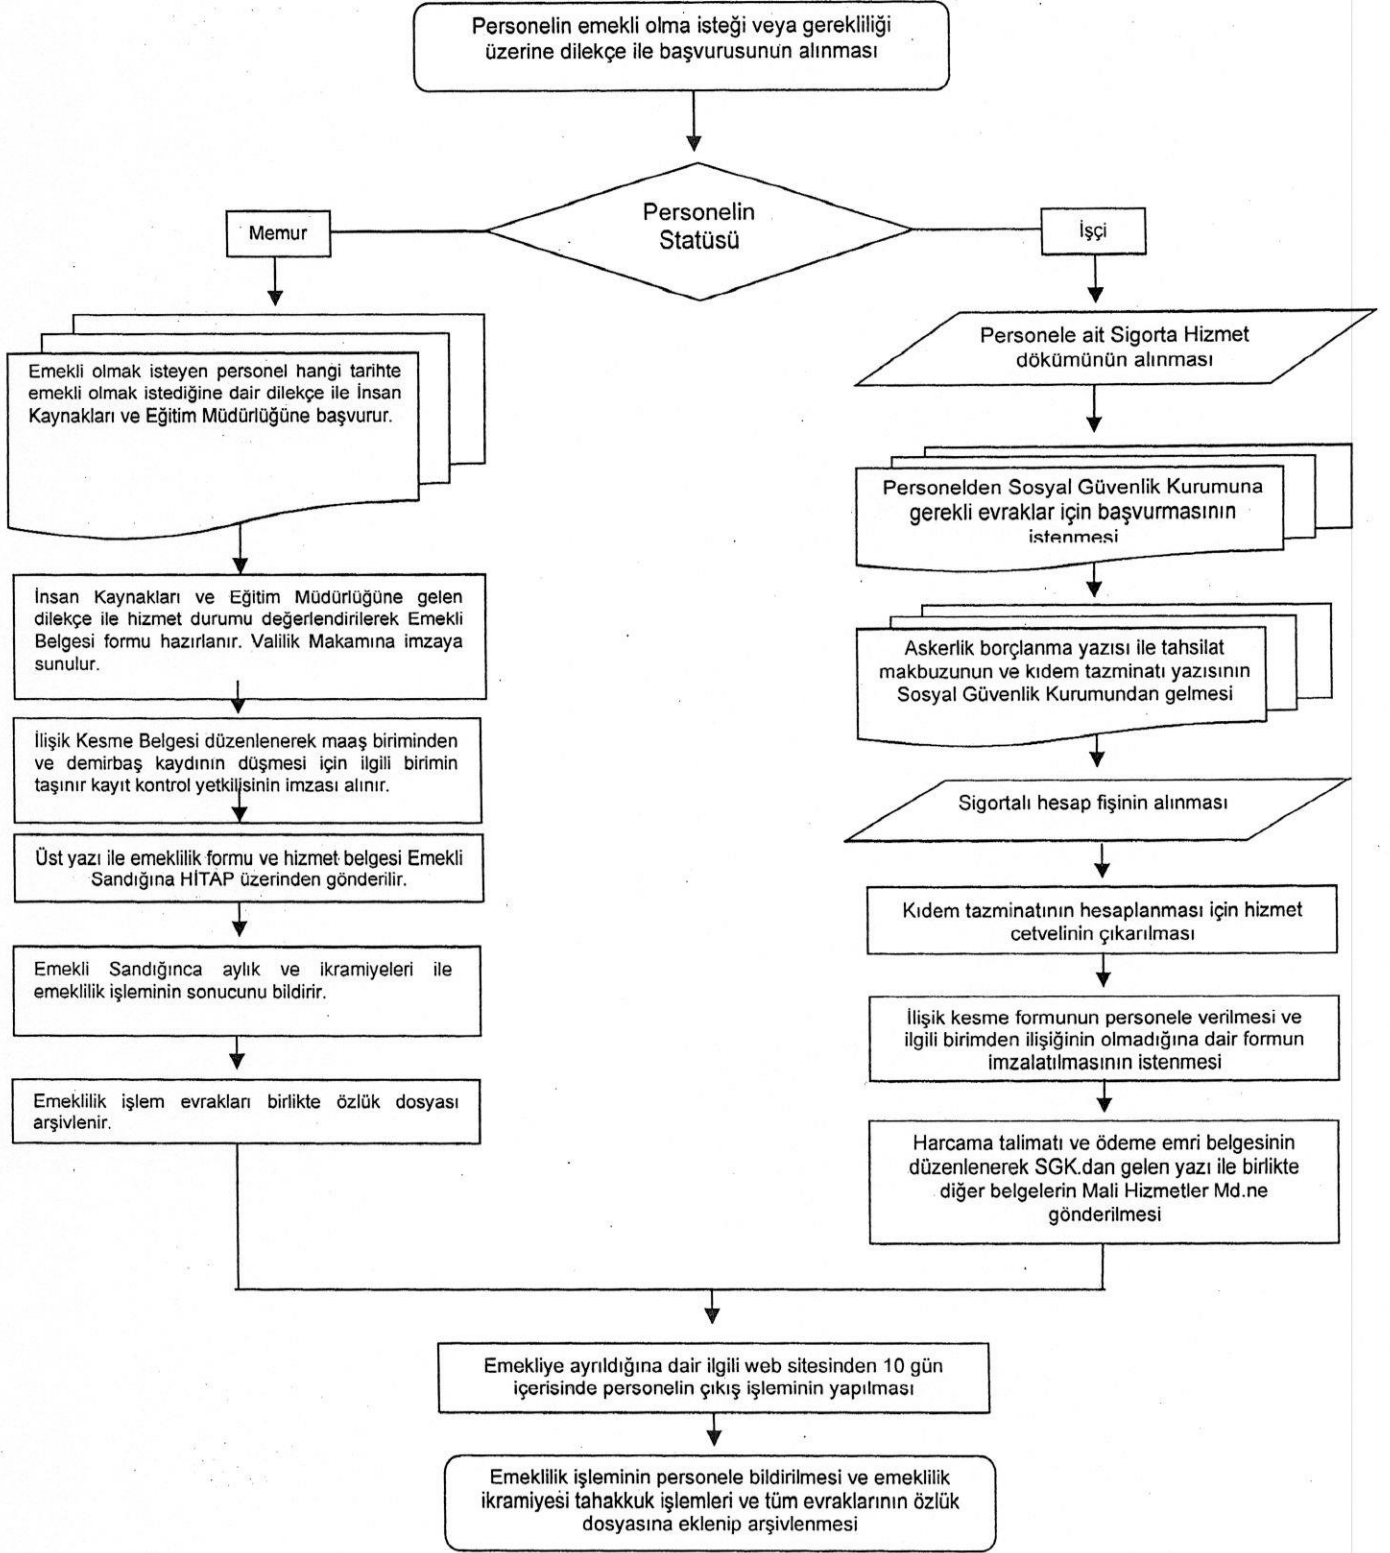 Personelin emekli olma isteği veya gerekliliği
üzerine dilekçe ile başvurusunun alınması
Personelin
Statüsü
Memur
İşçi
Emekli olmak isteyen personel hangi tarihte
emekli olmak istediğine dair dilekçe ile İnsan
Kaynakları ve Eğitim Müdürlüğüne başvurur.
İnsan Kaynakları ve Eğitim Müdürlüğüne gelen
dilekçe ile hizmet durumu değerlendirilerek Emekli
Belgesi formu hazırlanır. Valilik Makamına imzaya
sunulur.
İlişik Kesme Belgesi düzenlenerek maaş biriminden
ve demirbaş kaydının düşmesi için ilgili birimin
taşınır kayıt kontrol yetkilisinin imzası alınır.
Üst yazı ile emeklilik formu ve hizmet belgesi Emekli
Sandığına HİTAP üzerinden gönderilir.
Emekli Sandığınca aylık ve ikramiyeleri ile
emeklilik işleminin sonucunu bildirir.
Emeklilik işlem evrakları birlikte özlük dosyası
arşivlenir.
Personele ait Sigorta Hizmet
dökümünün alınması
Personelden Sosyal Güvenlik Kurumuna
gerekli evraklar için başvurmasının
istenmesi
Askerlik borçlanma yazısı ile tahsilat
makbuzunun ve kıdem tazminatı yazısının
Sosyal Güvenlik Kurumundan gelmesi
Sigortalı hesap fişinin alınması
Kıdem tazminatının hesaplanması için hizmet
cetvelinin çıkarılması
İlişik kesme formunun personele verilmesi ve
ilgili birimden ilişiğinin olmadığına dair formun
imzalatılmasının istenmesi
Harcama talimatı ve ödeme emri belgesinin
düzenlenerek SGK.dan gelen yazı ile birlikte
diğer belgelerin Mali Hizmetler Md.ne
gönderilmesi
Emekliye ayrıldığına dair ilgili web sitesinden 10 gün
içerisinde personelin çıkış işleminin yapılması
Emeklilik işleminin personele bildirilmesi ve emeklilik
ikramiyesi tahakkuk işlemleri ve tüm evraklarının özlük
dosyasına eklenip arşivlenmesi